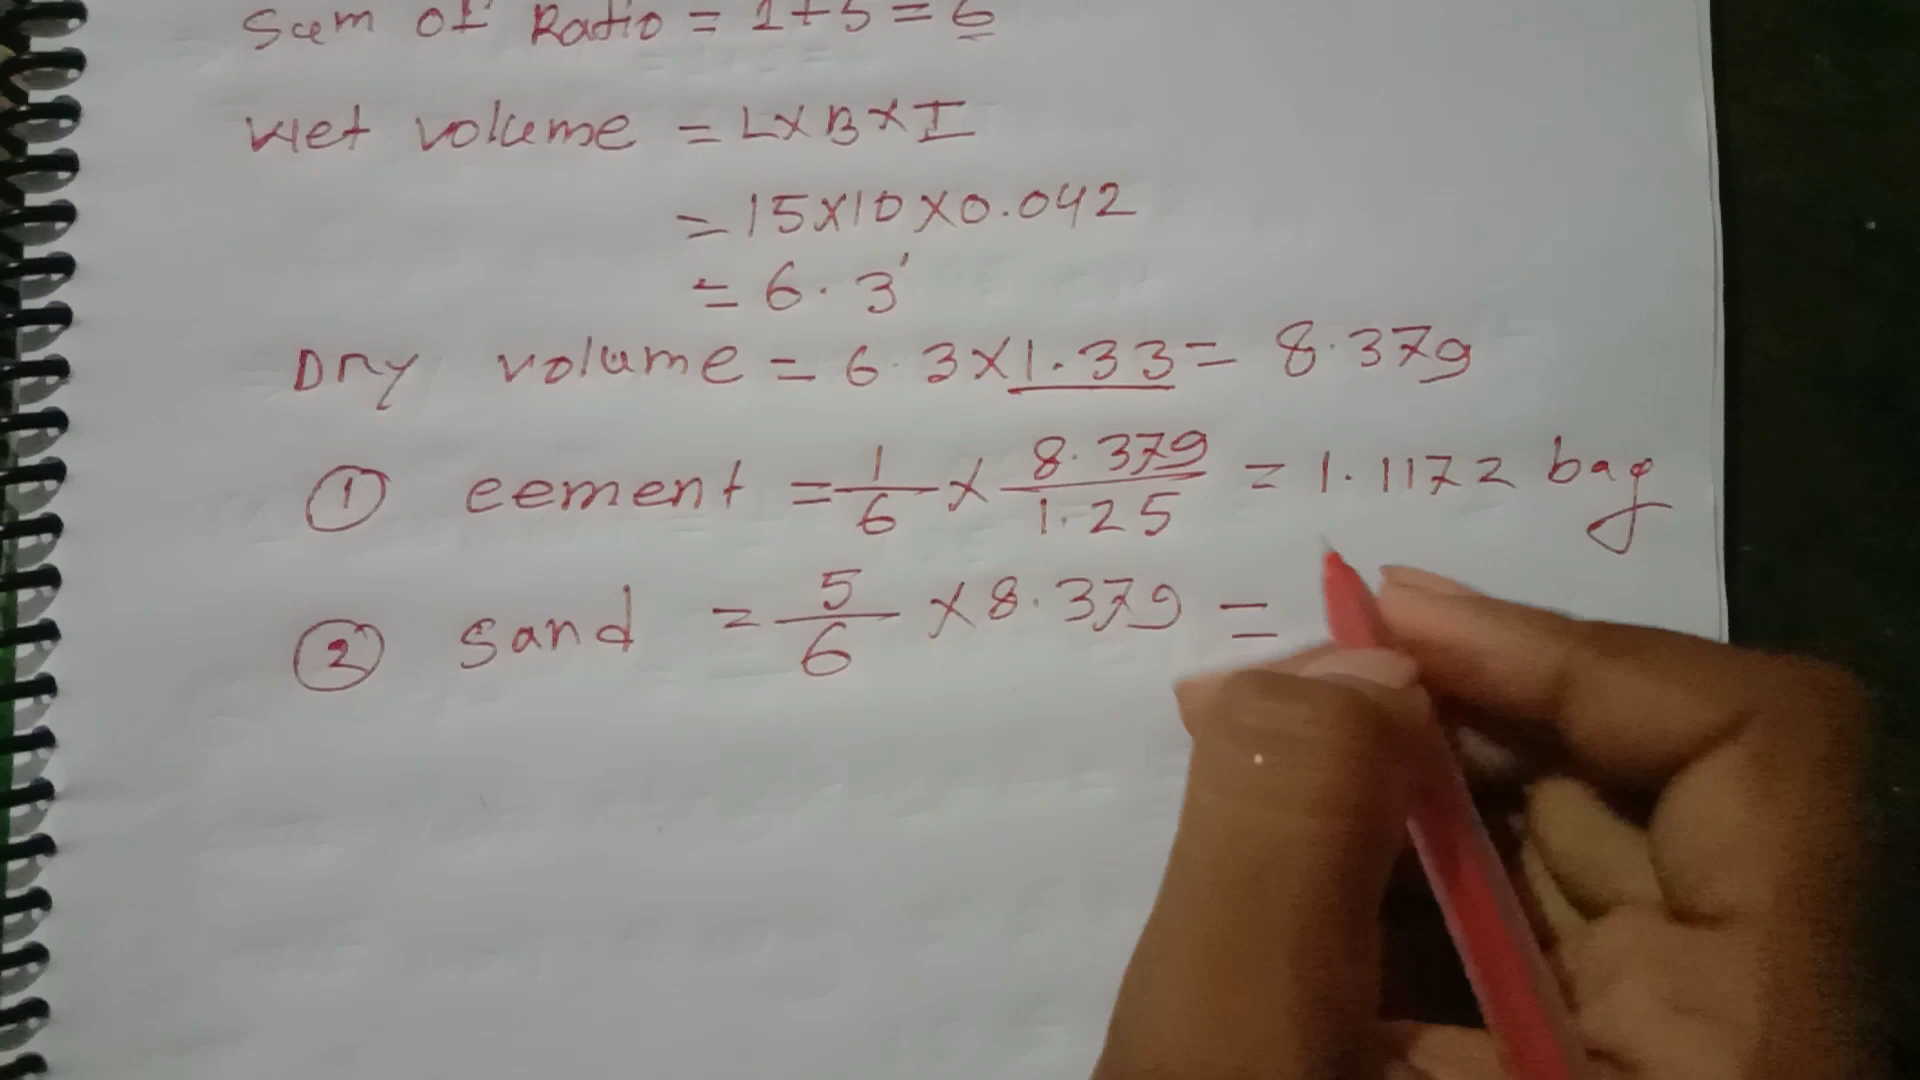 Sum of Ratio = 1+5 = 6
Wet volume = L×B×T
= 15×10×0.042
= 6.3'
Dry volume = 6.3×1.33 = 8.379
① cement = 1/6 × 8.379/1.25 = 1.1172 bag
② sand = 5/6 × 8.379 =